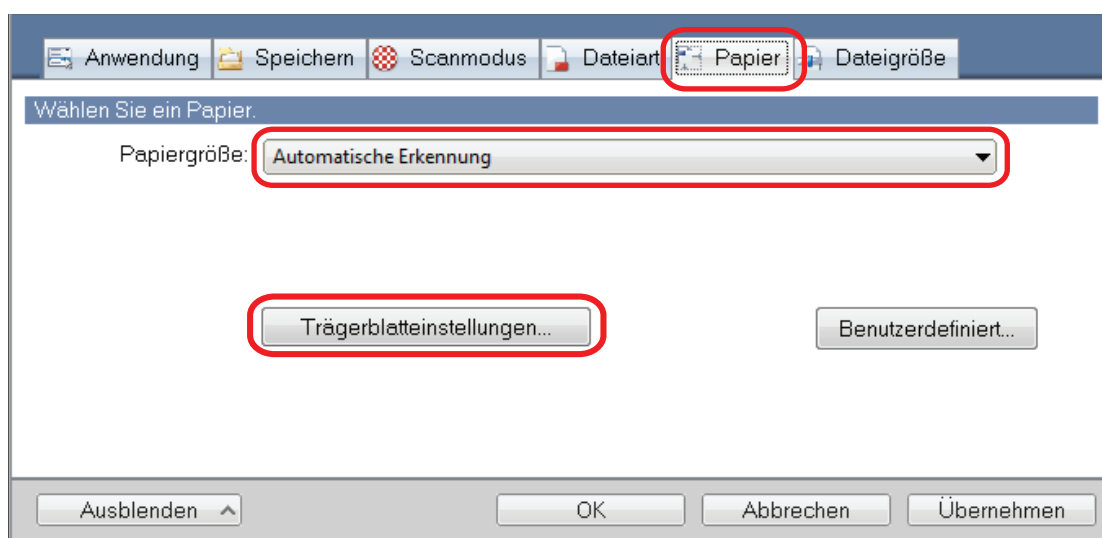 Anwendung Speichern Scanmodus Dateiart Papier Dateigröße
Wählen Sie ein Papier.
Papiergröße: Automatische Erkennung
Trägerblatteinstellungen... Benutzerdefiniert...
Ausblenden OK Abbrechen Übernehmen